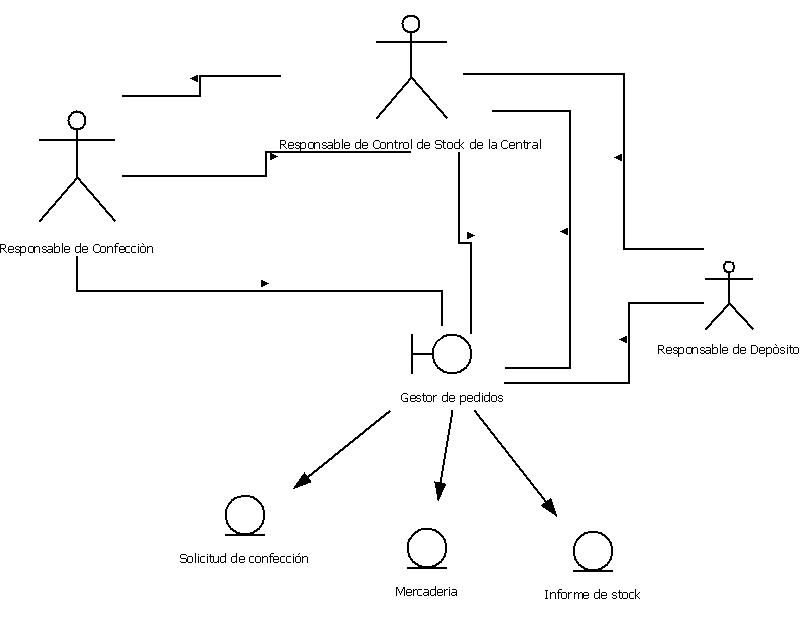 Responsable de Control de Stock de la Central
Responsable de Confecciòn
Responsable de Depòsito
Gestor de pedidos
Solicitud de confección
Mercaderia
Informe de stock